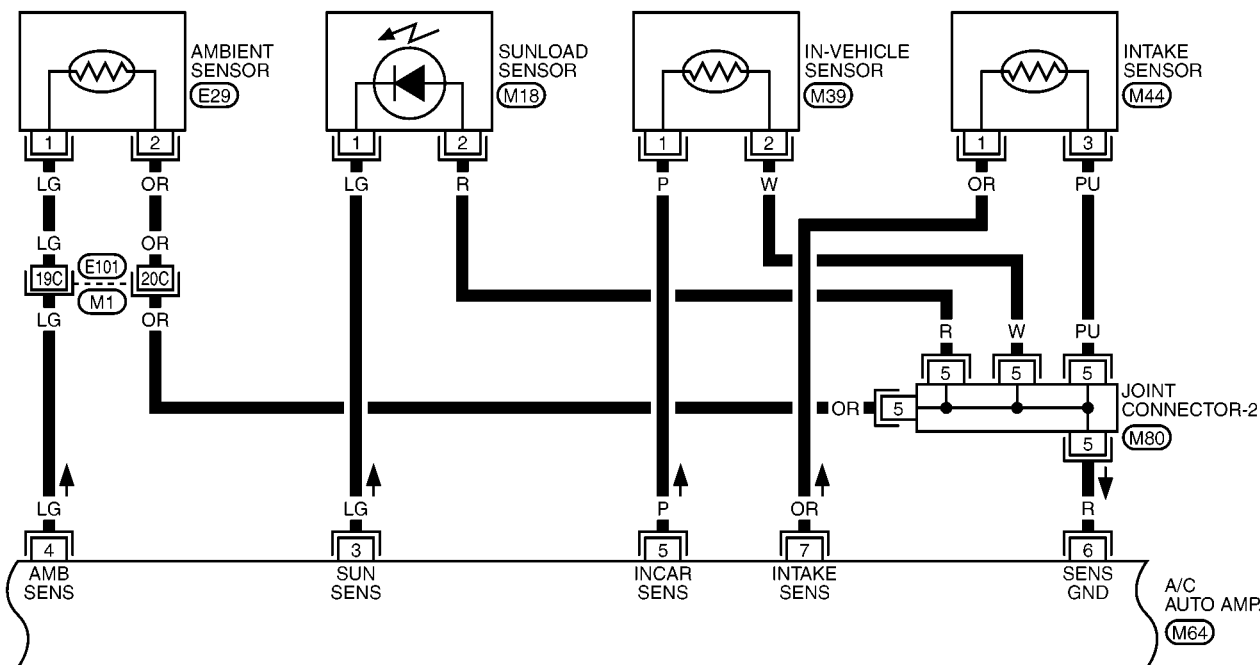 AMBIENT
SENSOR
E29
SUNLOAD
SENSOR
M18
IN-VEHICLE
SENSOR
M39
INTAKE
SENSOR
M44
1
2
1
2
1
2
1
3
LG
OR
LG
R
P
W
OR
PU
LG
OR
19C
E101
M1
20C
LG
OR
R
W
PU
5
5
5
OR
5
JOINT
CONNECTOR-2
M80
5
LG
LG
P
OR
R
4
3
5
7
6
AMB
SENS
SUN
SENS
INCAR
SENS
INTAKE
SENS
SENS
GND
A/C
AUTO AMP.
M64